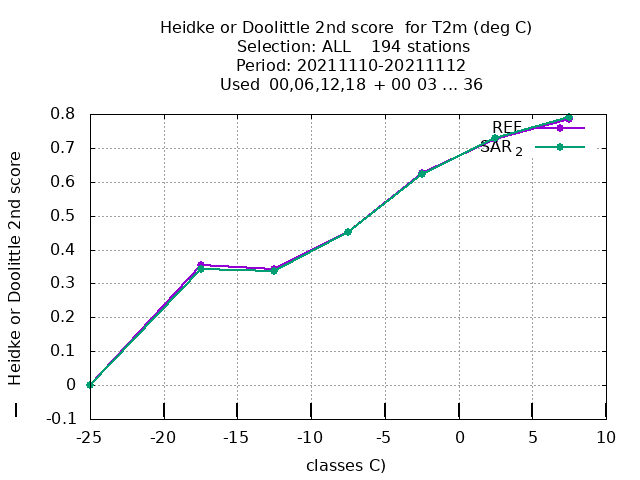 Heidke or Doolittle 2nd score for T2m (deg C)
Selection: ALL 194 stations
Period: 20211110-20211112
Used 00,06,12,18 + 00 03 ... 36
Heidke or Doolittle 2nd score
0.8
0.7
0.6
0.5
0.4
0.3
0.2
0.1
0
-0.1
REF
SAR 2
-25 -20 -15 -10 -5 0 5 10
classes C)